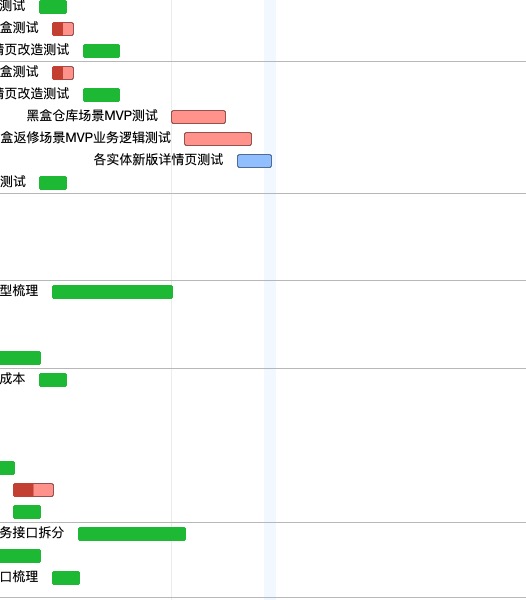 测试
盒测试
情页改造测试
盒测试
情页改造测试
黑盒仓库场景MVP测试
盒返修场景MVP业务逻辑测试
各实体新版详情页测试
测试
型梳理
成本
务接口拆分
口梳理